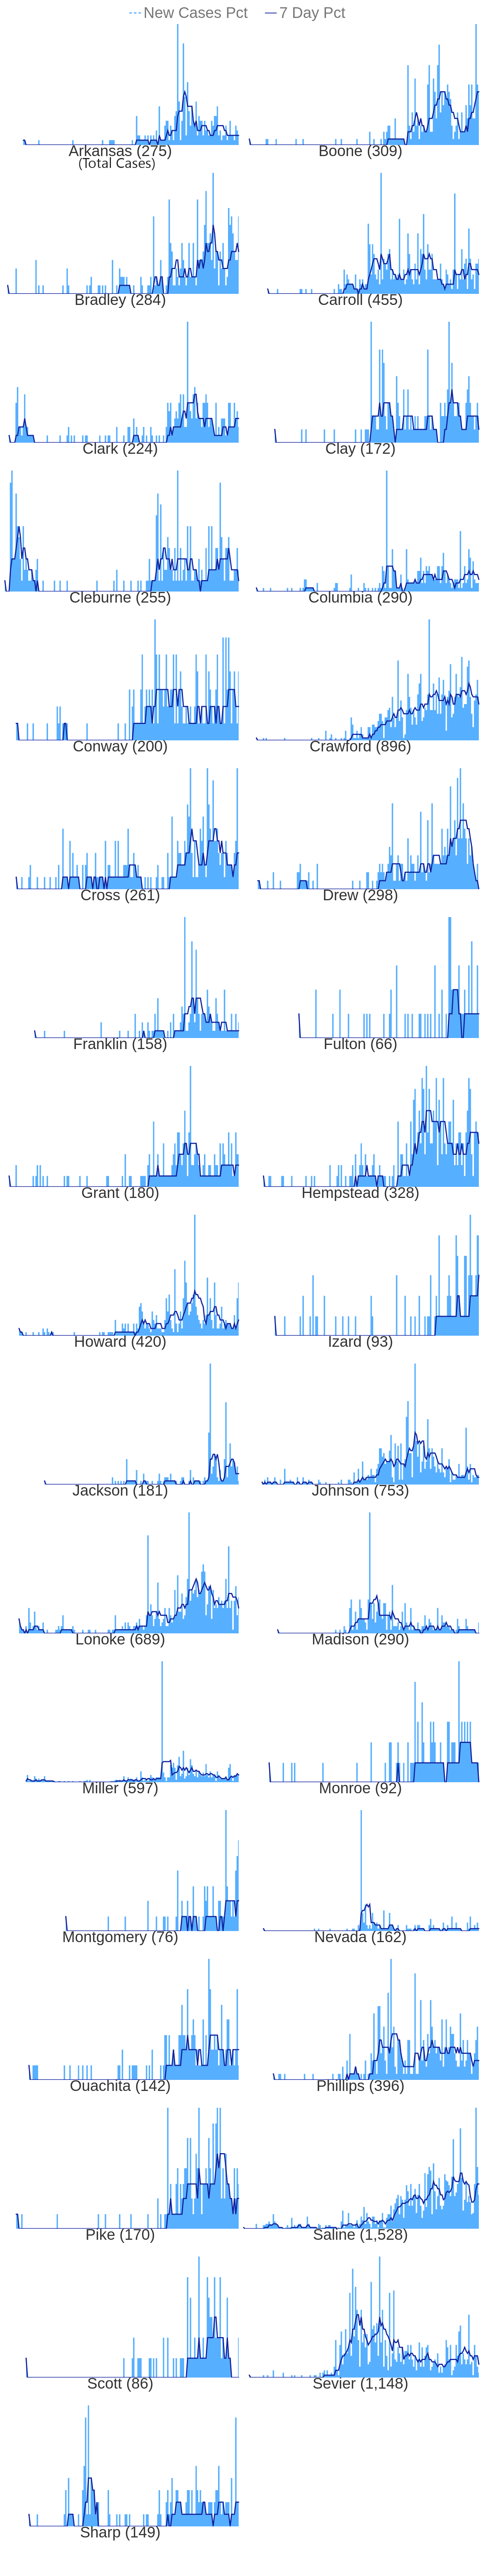 New Cases Pct 7 Day Pct
Arkansas (275) Boone (309)
(Total Cases)
Bradley (284) Carroll (455)
Clark (224) Clay (172)
Cleburne (255) Columbia (290)
Conway (200) Crawford (896)
Cross (261) Drew (298)
Franklin (158) Fulton (66)
Grant (180) Hempstead (328)
Howard (420) Izard (93)
Jackson (181) Johnson (753)
Lonoke (689) Madison (290)
Miller (597) Monroe (92)
Montgomery (76) Nevada (162)
Ouachita (142) Phillips (396)
Pike (170) Saline (1,528)
Scott (86) Sevier (1,148)
Sharp (149)